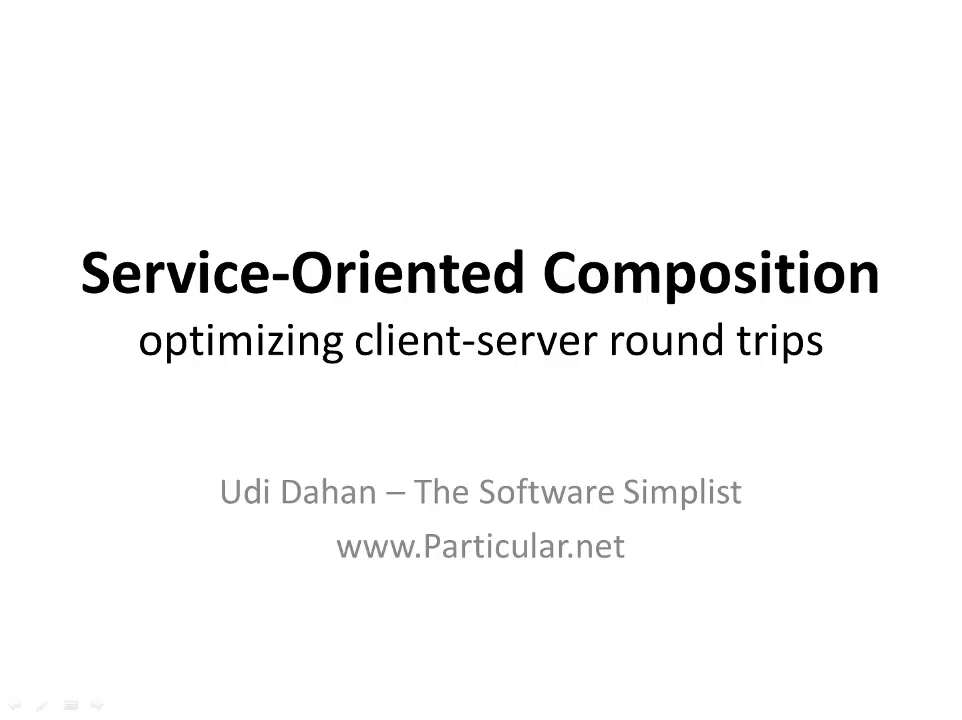 Service-Oriented Composition
optimizing client-server round trips
Udi Dahan – The Software Simplist
www.Particular.net